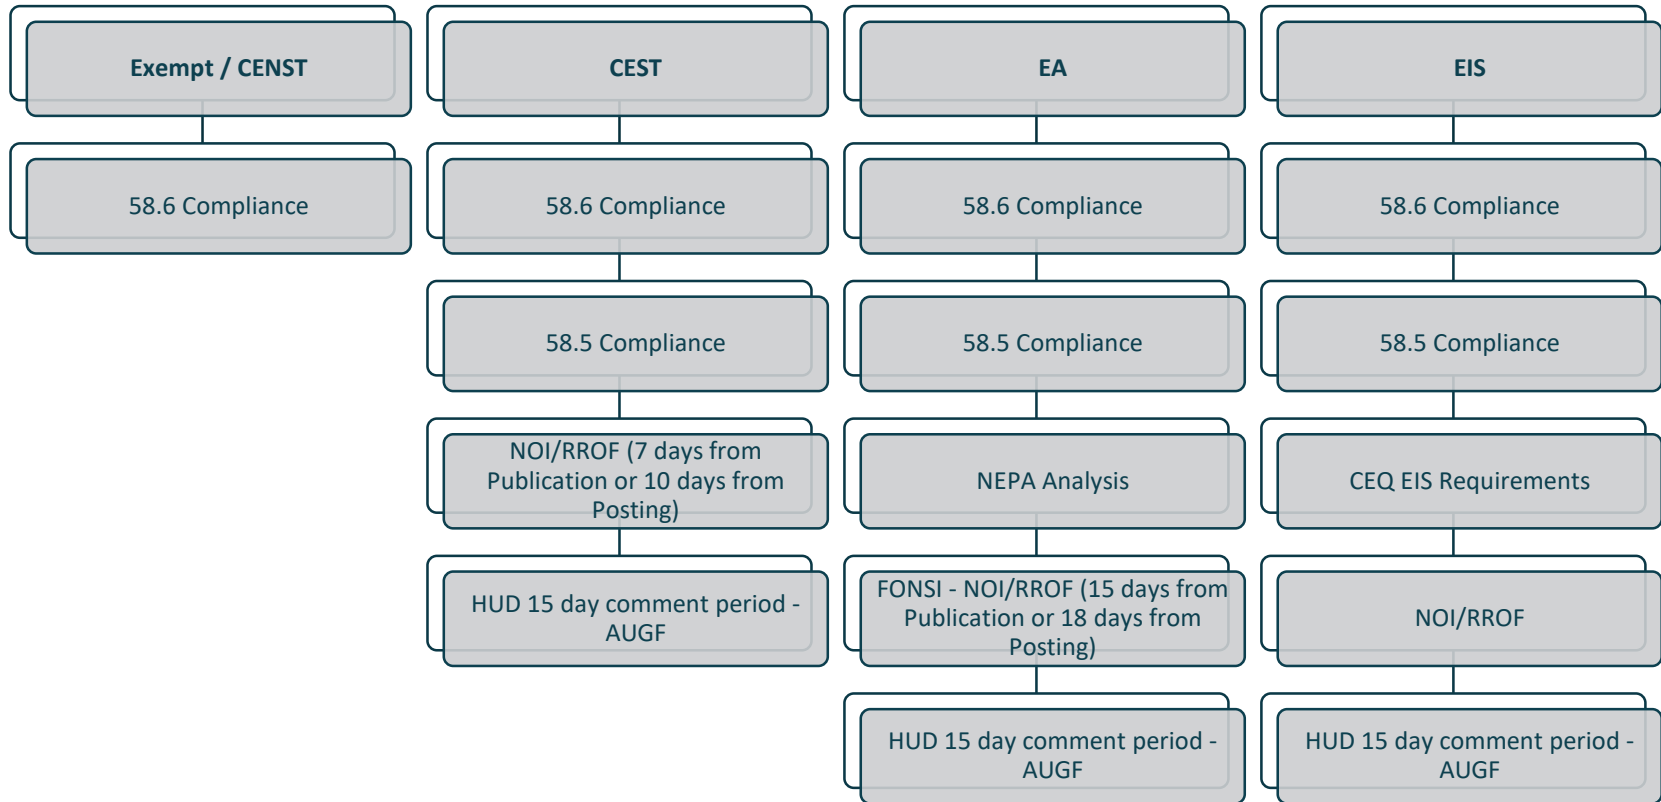 Exempt / CENST
58.6 Compliance
CEST
58.6 Compliance
58.5 Compliance
NOI/RROF (7 days from
Publication or 10 days from
Posting)
HUD 15 day comment period -
AUGF
EA
58.6 Compliance
58.5 Compliance
NEPA Analysis
FONSI - NOI/RROF (15 days from
Publication or 18 days from
Posting)
HUD 15 day comment period -
AUGF
EIS
58.6 Compliance
58.5 Compliance
CEQ EIS Requirements
NOI/RROF
HUD 15 day comment period -
AUGF